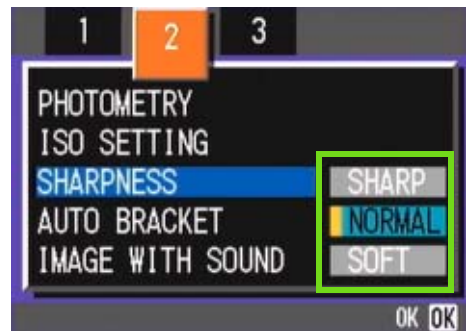 1 2 3
PHOTOMETRY
ISO SETTING
SHARPNESS SHARP
AUTO BRACKET NORMAL
IMAGE WITH SOUND SOFT
OK OK